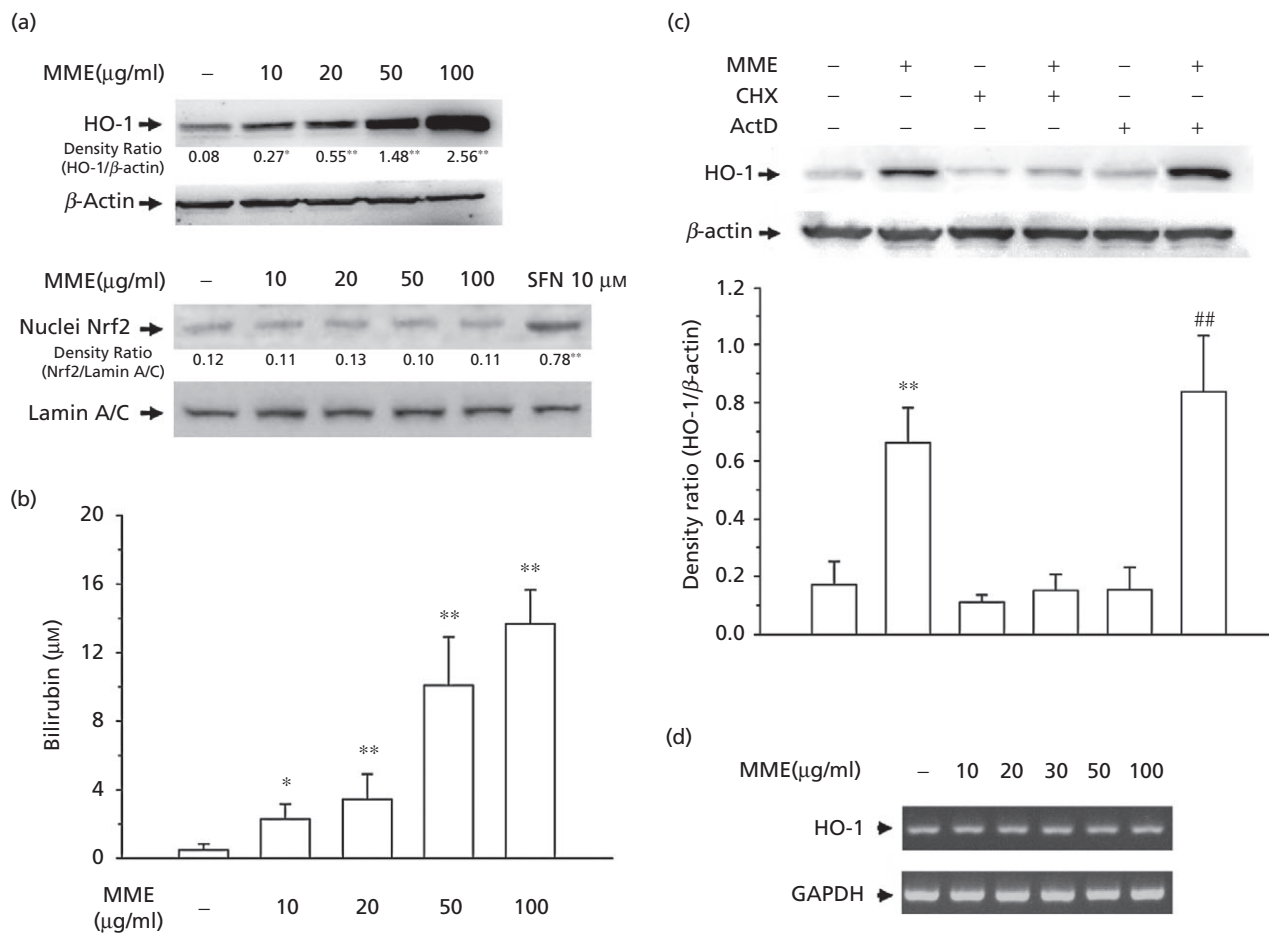 (a)
MME(μg/ml) – 10 20 50 100
HO-1
Density Ratio
(HO-1/β-actin) 0.08 0.27* 0.55** 1.48** 2.56**
β-Actin
MME(μg/ml) – 10 20 50 100 SFN 10 μM
Nuclei Nrf2
Density Ratio
(Nrf2/Lamin A/C) 0.12 0.11 0.13 0.10 0.11 0.78**
Lamin A/C
(b)
Bilirubin (μM)
20
16
12
8
4
0
*
**
**
**
MME
(μg/ml) – 10 20 50 100
(c)
MME – + – + – +
CHX – – + + – –
ActD – – – – + +
HO-1
β-actin
Density ratio (HO-1/β-actin)
1.2
1.0
0.8
0.6
0.4
0.2
0.0
**
##
(d)
MME(μg/ml) – 10 20 30 50 100
HO-1
GAPDH